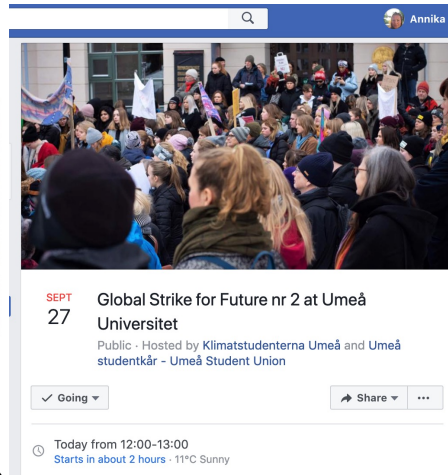 Annika
SEPT
27
Global Strike for Future nr 2 at Umeå
Universitet
Public · Hosted by Klimatstudenterna Umeå and Umeå
studentkår - Umeå Student Union
Going
Share
Today from 12:00-13:00
Starts in about 2 hours · 11°C Sunny